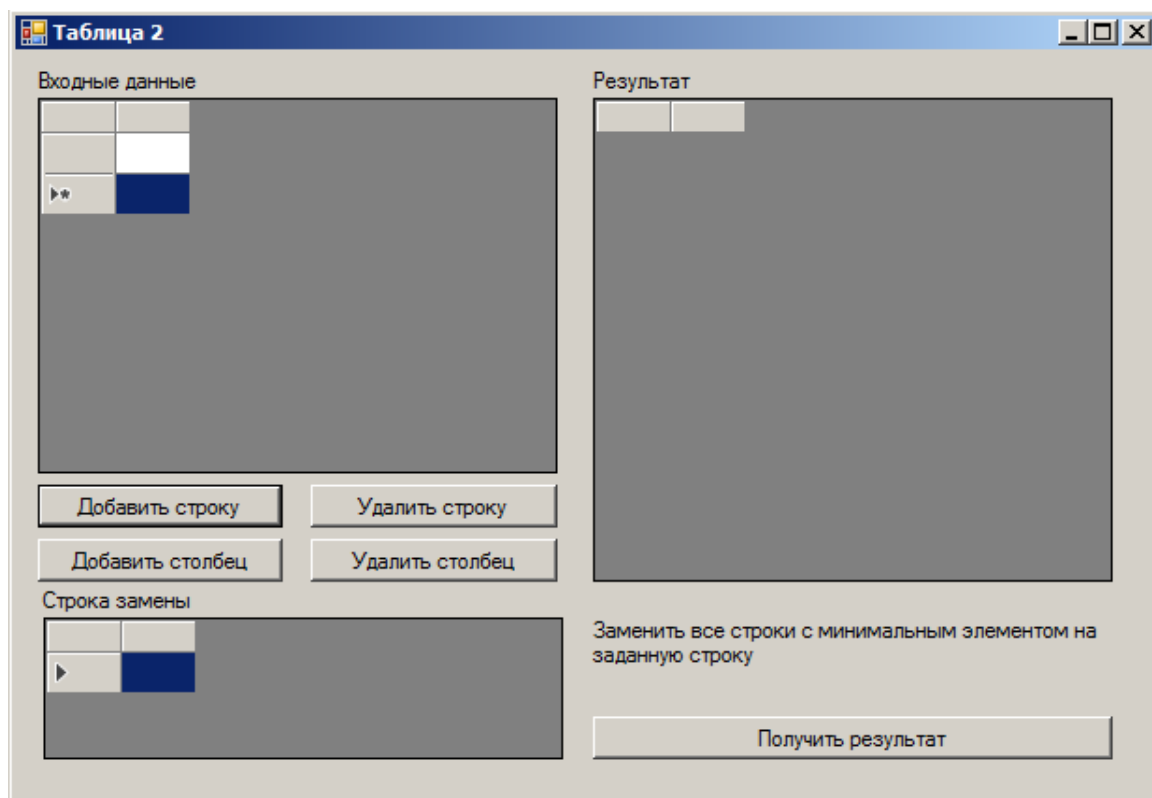 Таблица 2
Входные данные
Результат
Добавить строку
Удалить строку
Добавить столбец
Удалить столбец
Строка замены
Заменить все строки с минимальным элементом на
заданную строку
Получить результат